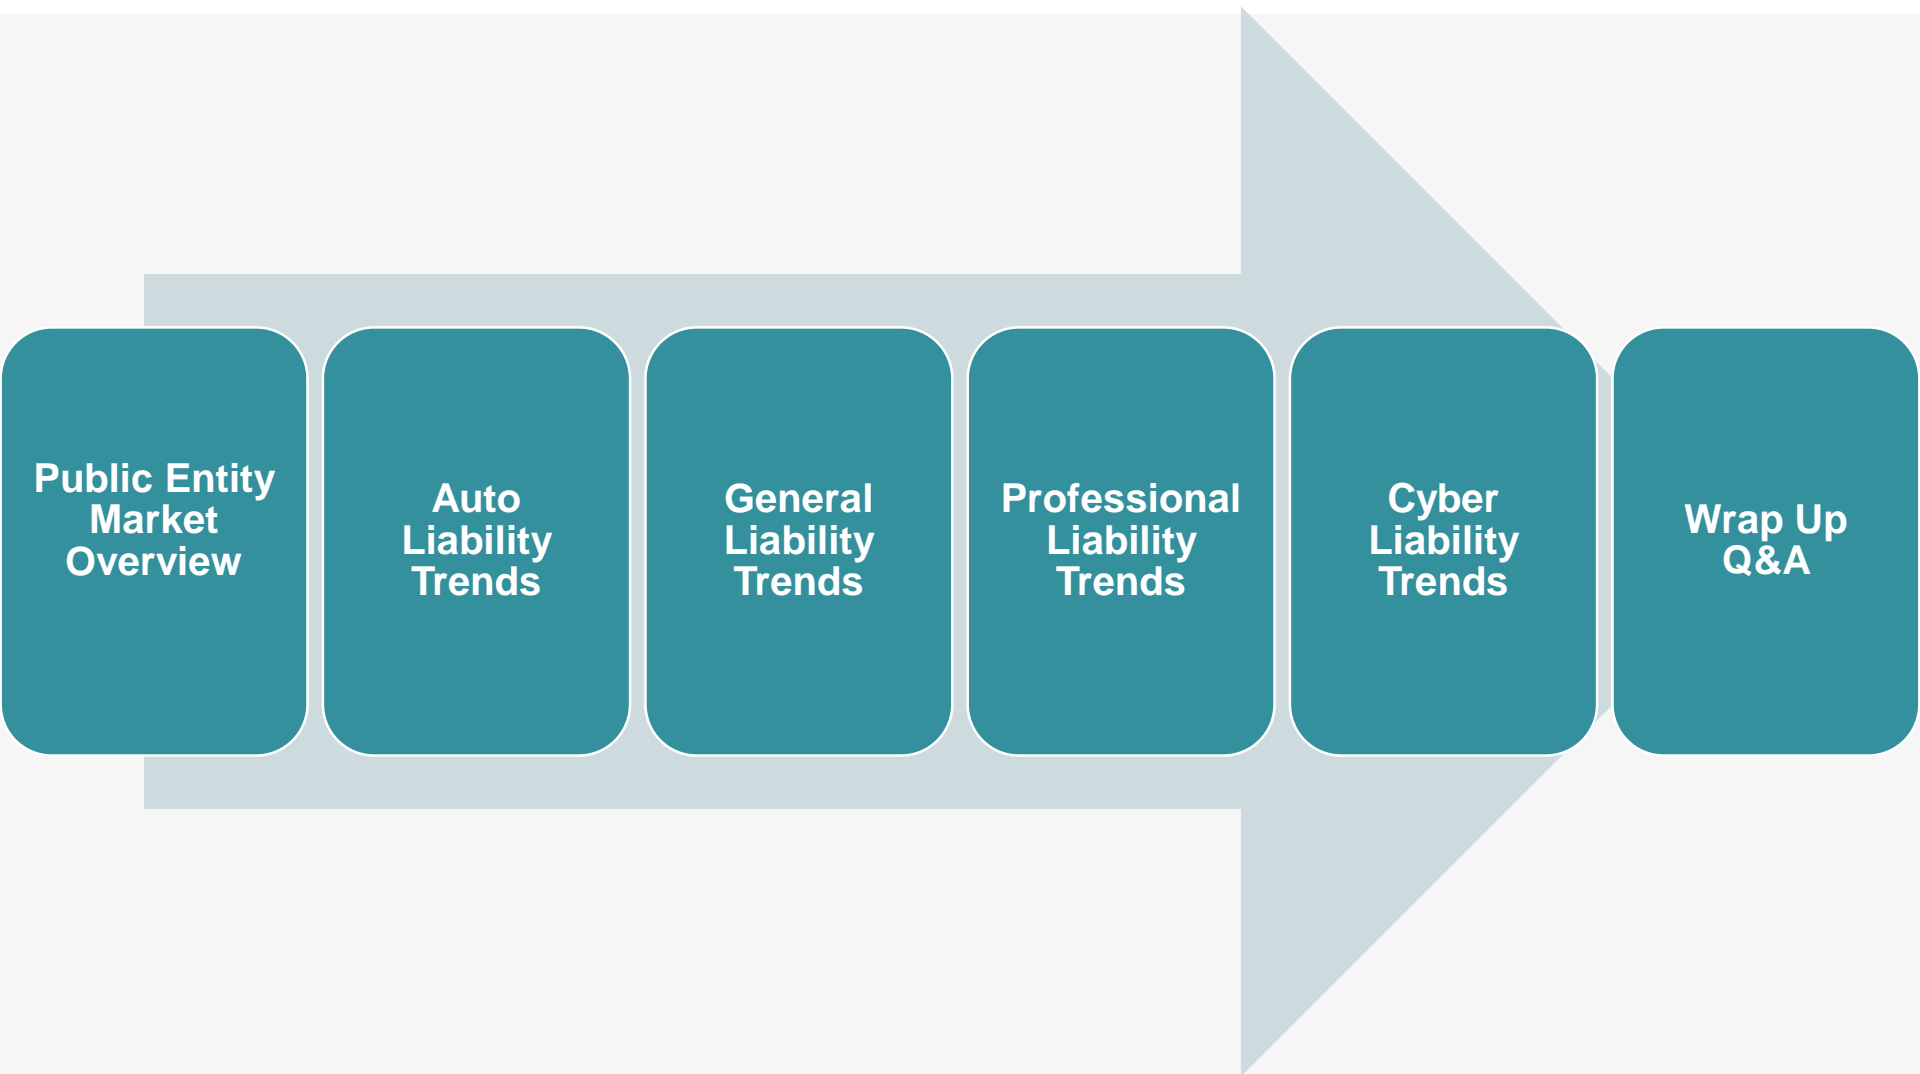 Public Entity
Market
Overview
Auto
Liability
Trends
General
Liability
Trends
Professional
Liability
Trends
Cyber
Liability
Trends
Wrap Up
Q&A